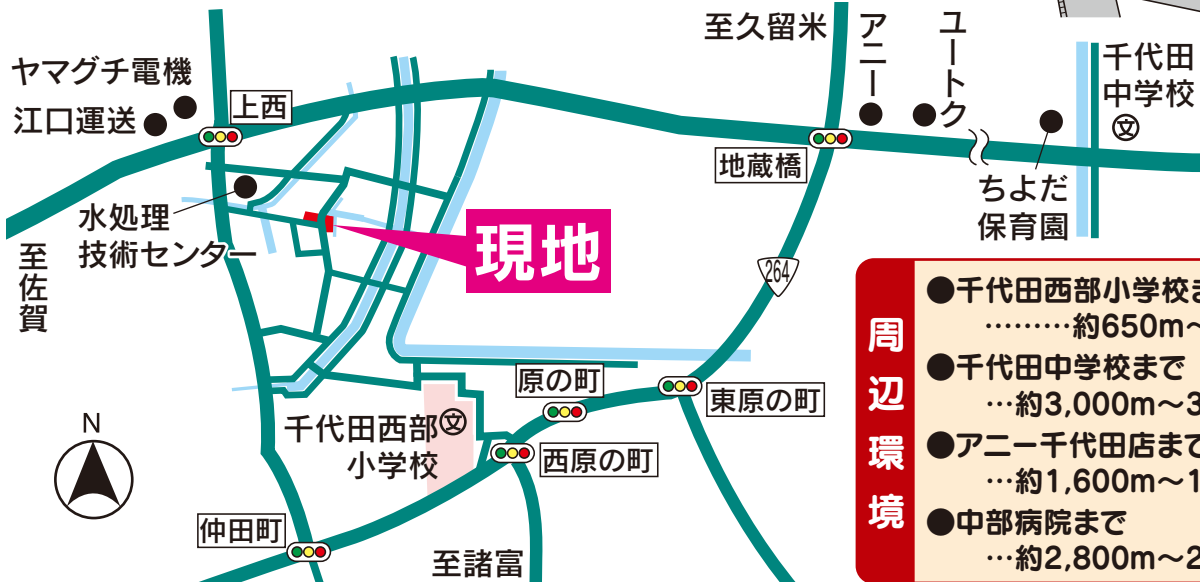 至久留米
アニー
ユートク
千代田
中学校
文
ヤマグチ電機
江口運送
上西
地蔵橋
ちよだ
保育園
水処理
技術センター
現地
至佐賀
264
原の町
東原の町
千代田西部
小学校
文
西原の町
N
仲田町
至諸富
周辺環境
●千代田西部小学校ま
………約650m～
●千代田中学校まで
…約3,000m～3
●アニー千代田店まで
…約1,600m～1
●中部病院まで
…約2,800m～2